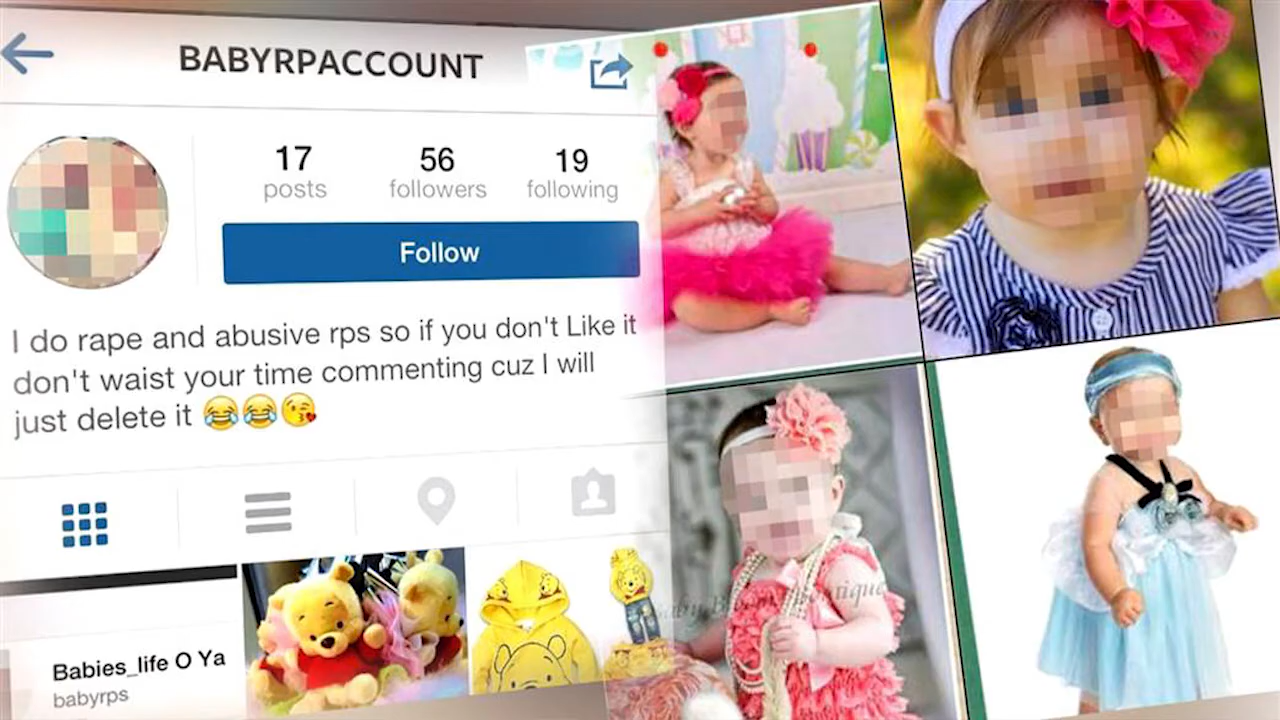 BABYRPACCOUNT
17
56
19
posts
followers
following
Follow
I do rape and abusive rps so if you don't Like it
don't waist your time commenting cuz I will
just delete it 😂😂😘
Babies_life O Ya
babyrps